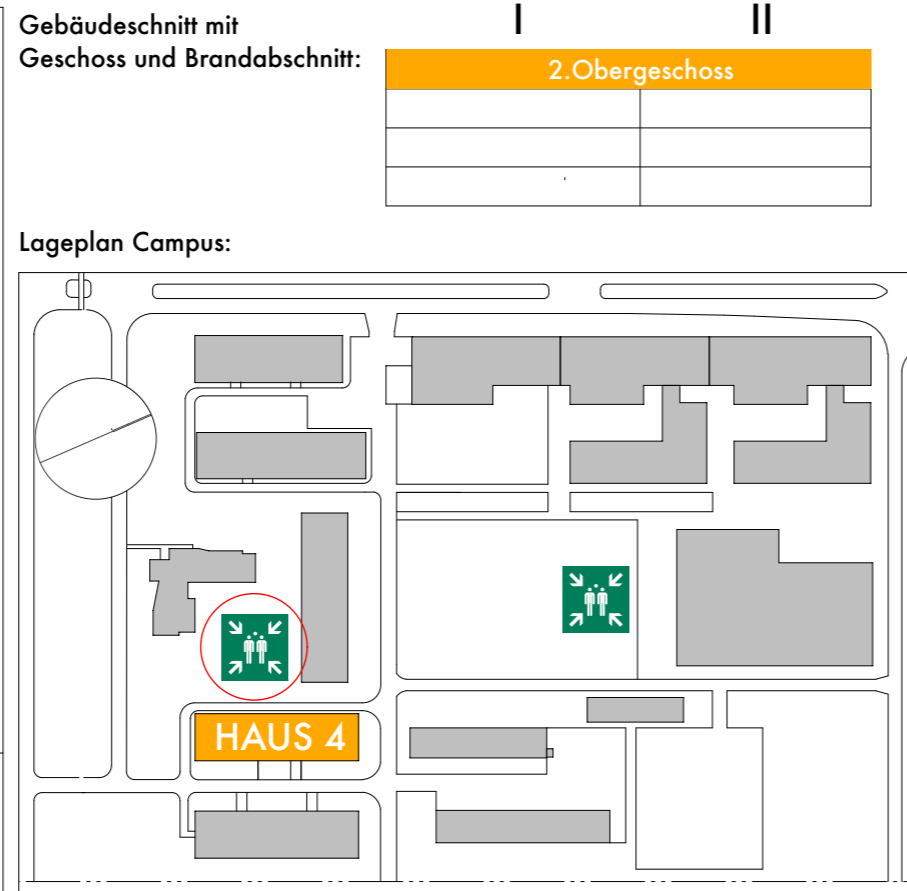 Gebäudeschnitt mit
Geschoss und Brandabschnitt:
I II
2.Obergeschoss
Lageplan Campus:
HAUS 4